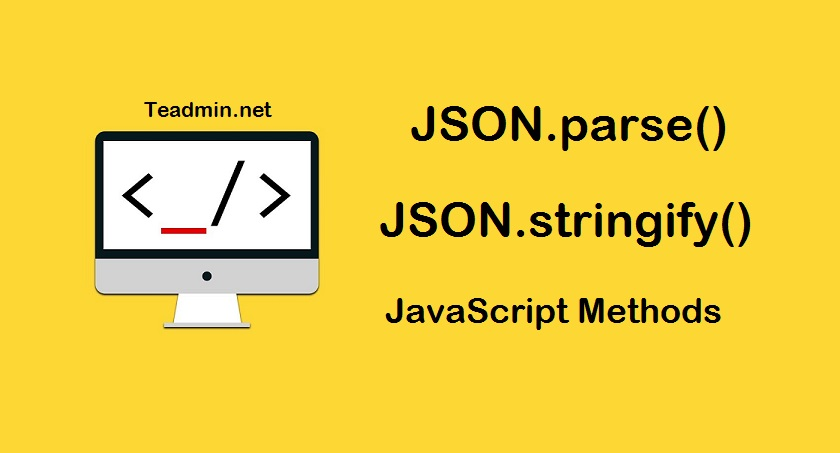 Teadmin.net
<_/>
JSON.parse()
JSON.stringify()
JavaScript Methods